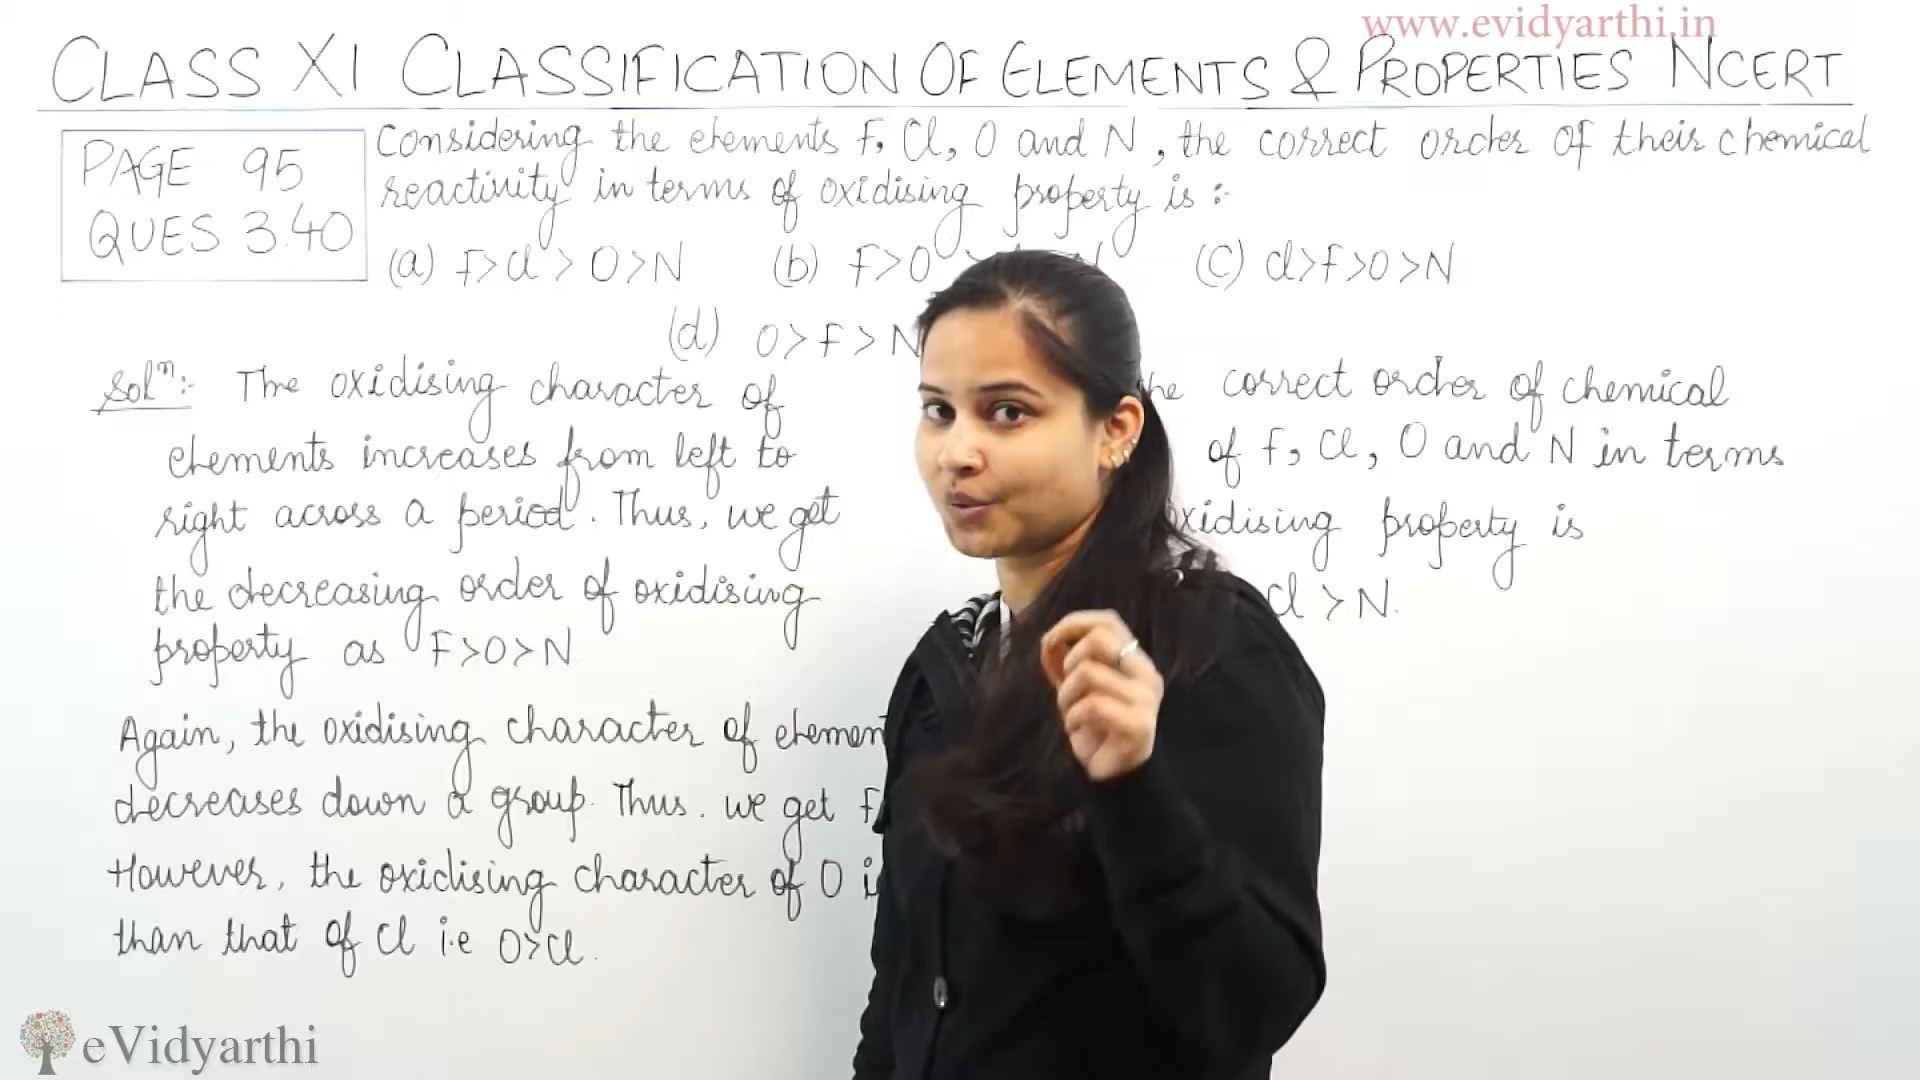 www.evidyarthi.in
CLASS XI CLASSIFICATION OF ELEMENTS & PROPERTIES NCERT
PAGE 95
QUES 3.40
Considering the elements F, Cl, O and N, the correct order of their chemical
reactivity in terms of oxidising property is :-
(a) F > Cl > O > N (b) F > O > (c) Cl > F > O > N
(d) O > F > N
Solⁿ:- The oxidising character of
elements increases from left to
right across a period. Thus, we get
the decreasing order of oxidising
property as F > O > N
Again, the oxidising character of
decreases down a group. Thus. we get F
However, the oxidising character of O
than that of Cl i.e O > Cl.
correct order of chemical
of F, Cl, O and N in terms
property is
Cl > N.
eVidyarthi